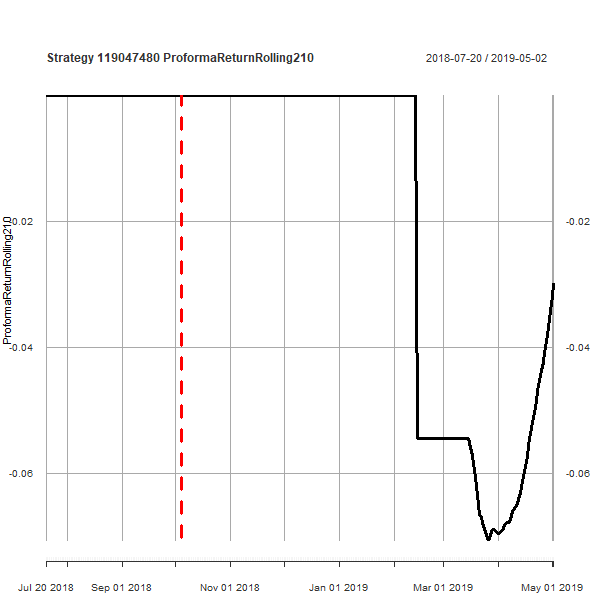 Strategy 119047480 ProformaReturnRolling210
2018-07-20 / 2019-05-02
ProformaReturnRolling210
-0.02
-0.02
-0.04
-0.04
-0.06
-0.06
Jul 20 2018
Sep 01 2018
Nov 01 2018
Jan 01 2019
Mar 01 2019
May 01 2019